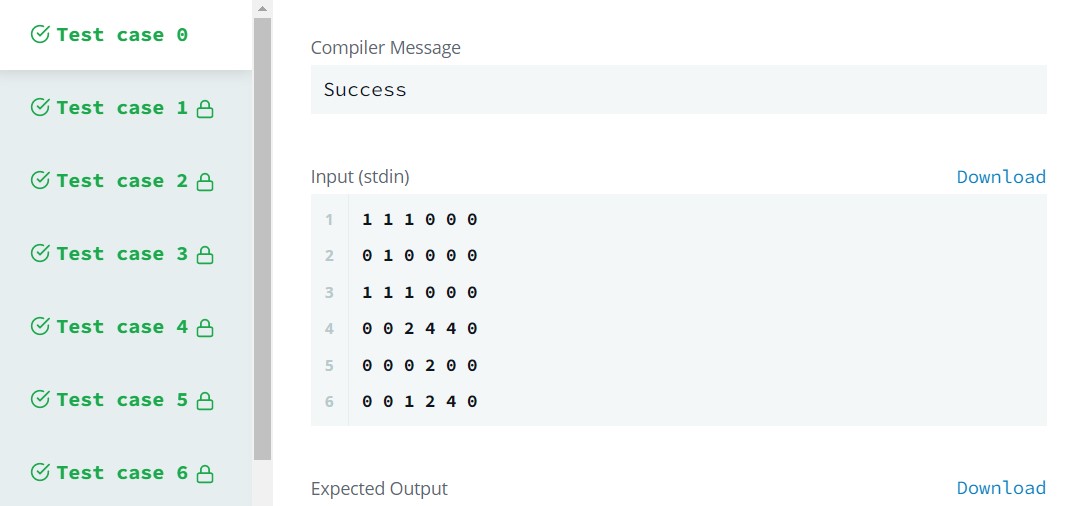 Test case 0
Test case 1
Test case 2
Test case 3
Test case 4
Test case 5
Test case 6
Compiler Message
Success
Input (stdin)
Download
1 1 1 1 0 0 0
2 0 1 0 0 0 0
3 1 1 1 0 0 0
4 0 0 2 4 4 0
5 0 0 0 2 0 0
6 0 0 1 2 4 0
Expected Output
Download